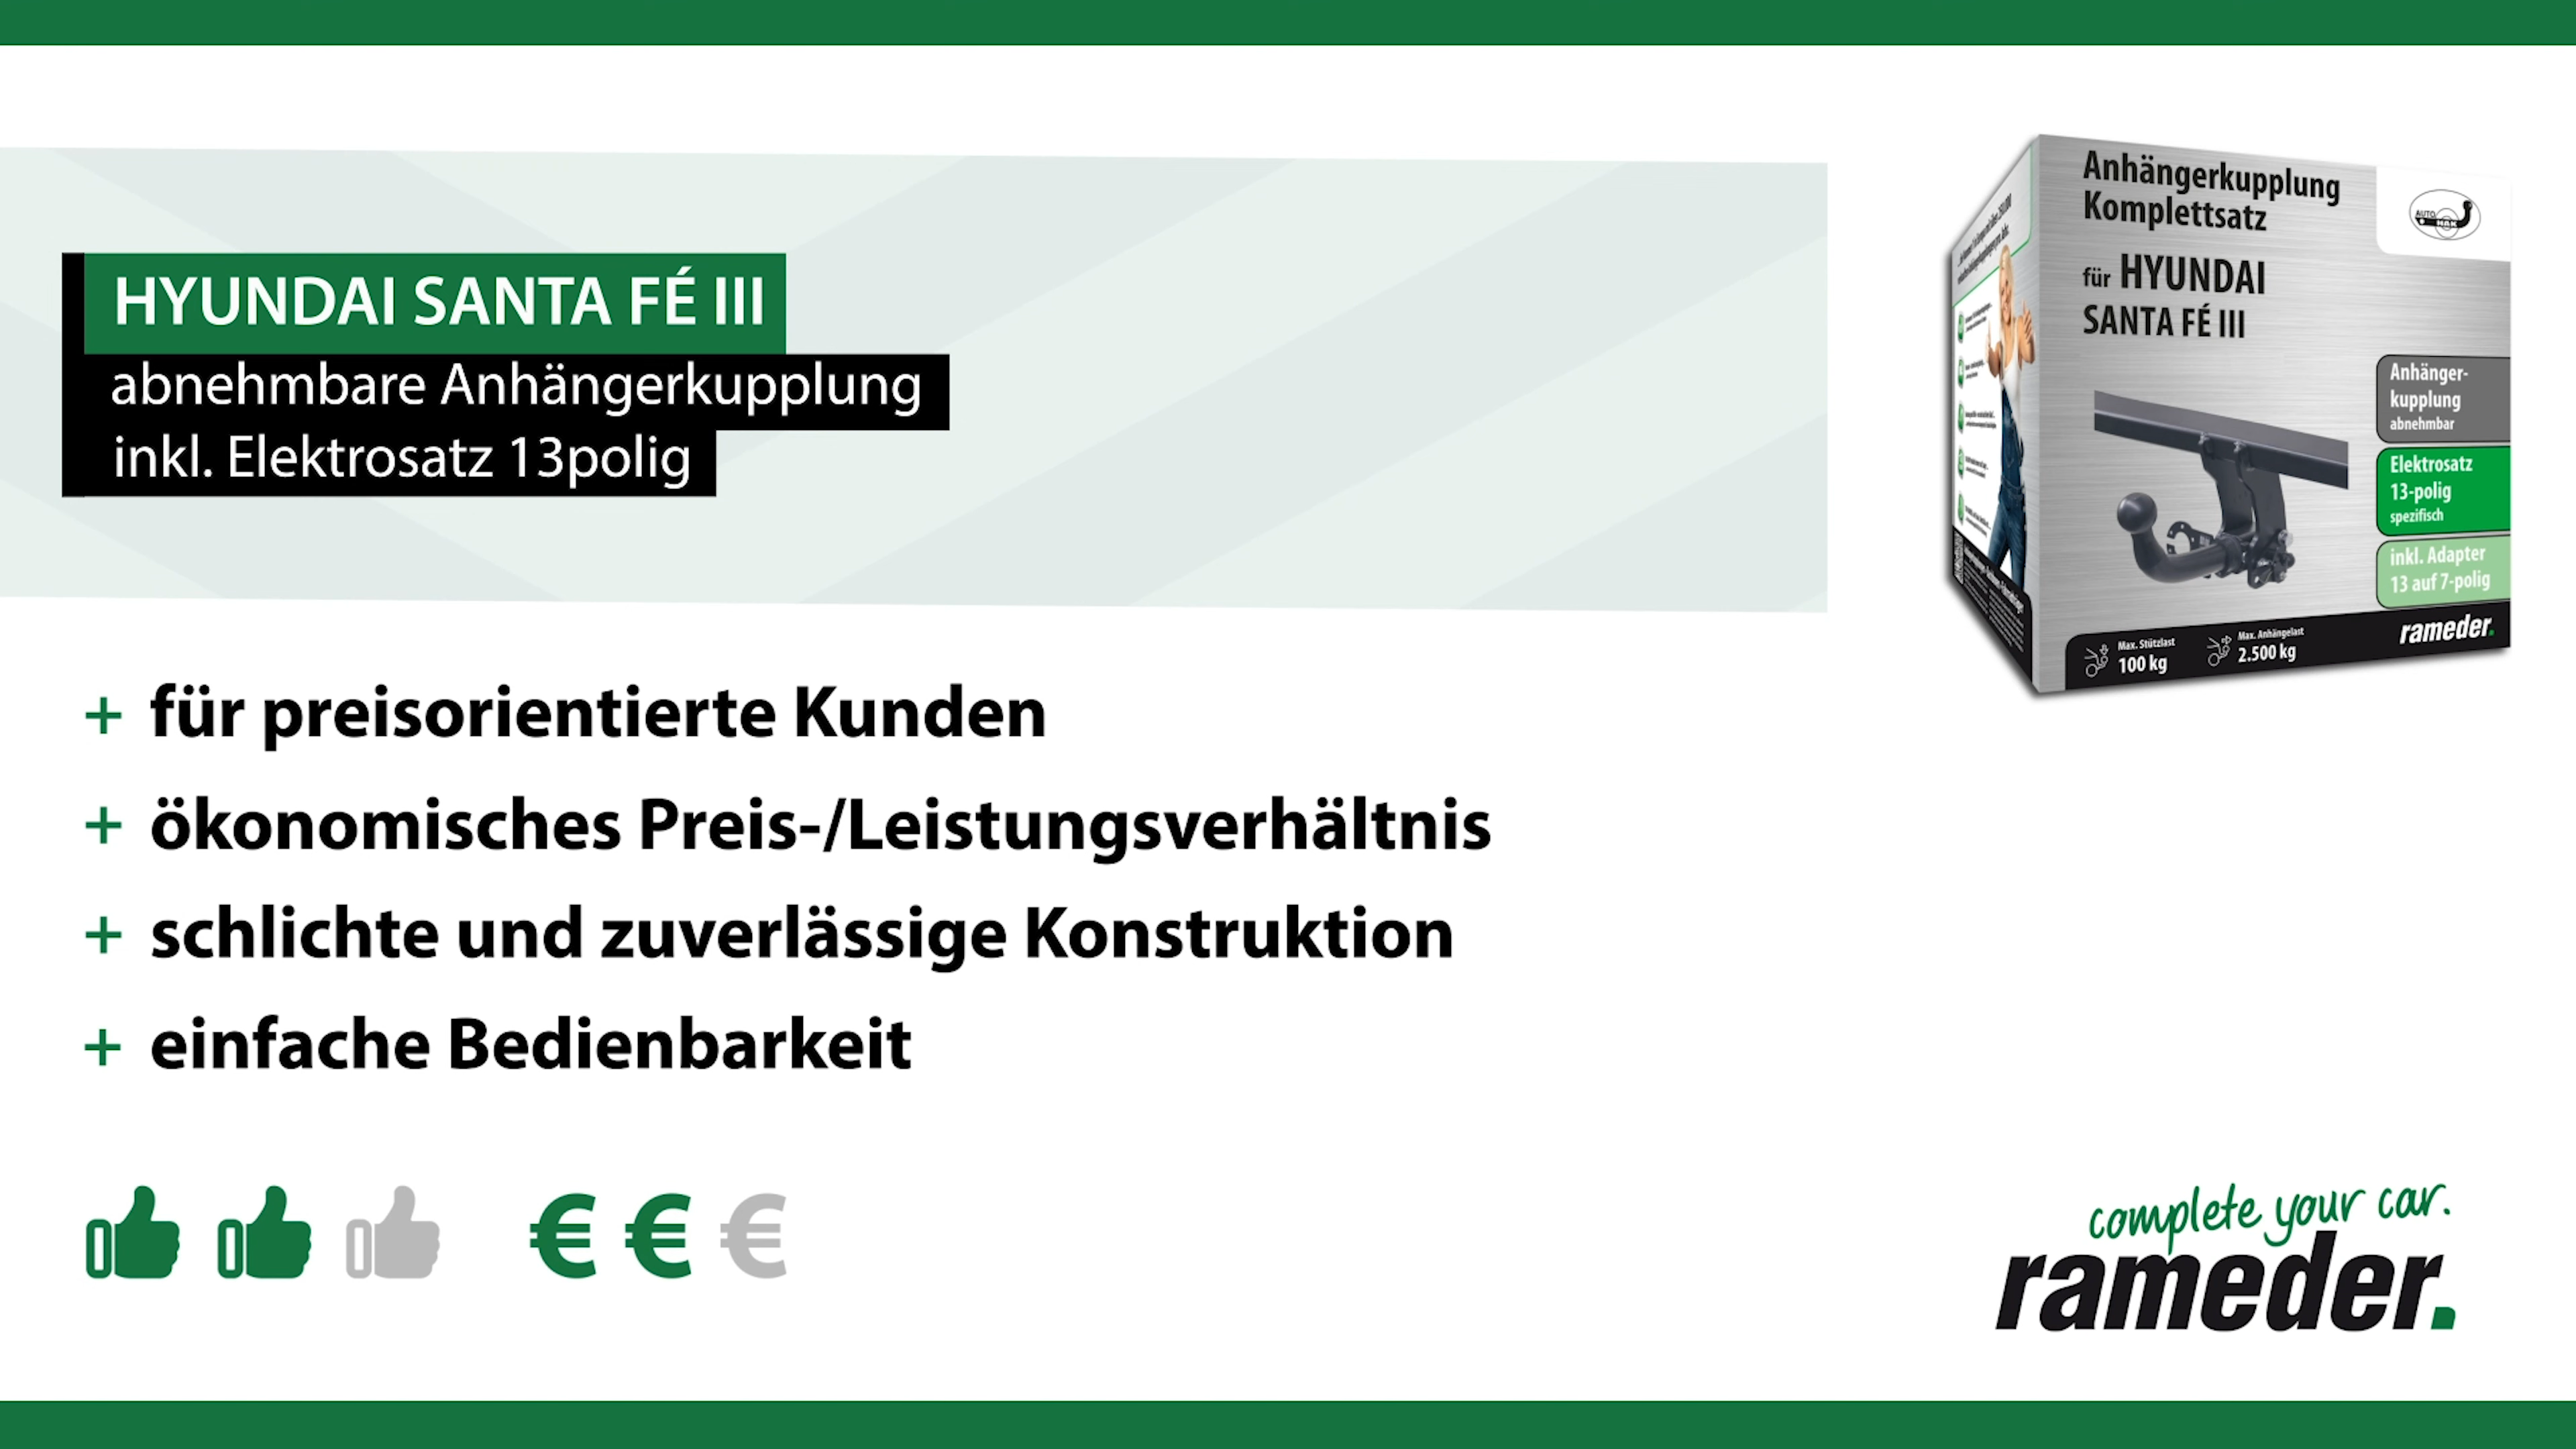 HYUNDAI SANTA FÉ III
abnehmbare Anhängerkupplung
inkl. Elektrosatz 13polig
Anhängerkupplung
Komplettsatz
für HYUNDAI
SANTA FÉ III
Anhänger-
kupplung
abnehmbar
Elektrosatz
13-polig
spezifisch
inkl. Adapter
13 auf 7-polig
Max. Stützlast
100 kg
Max. Anhängelast
2.500 kg
rameder.
+ für preisorientierte Kunden
+ ökonomisches Preis-/Leistungsverhältnis
+ schlichte und zuverlässige Konstruktion
+ einfache Bedienbarkeit
€ € €
complete your car.
rameder.